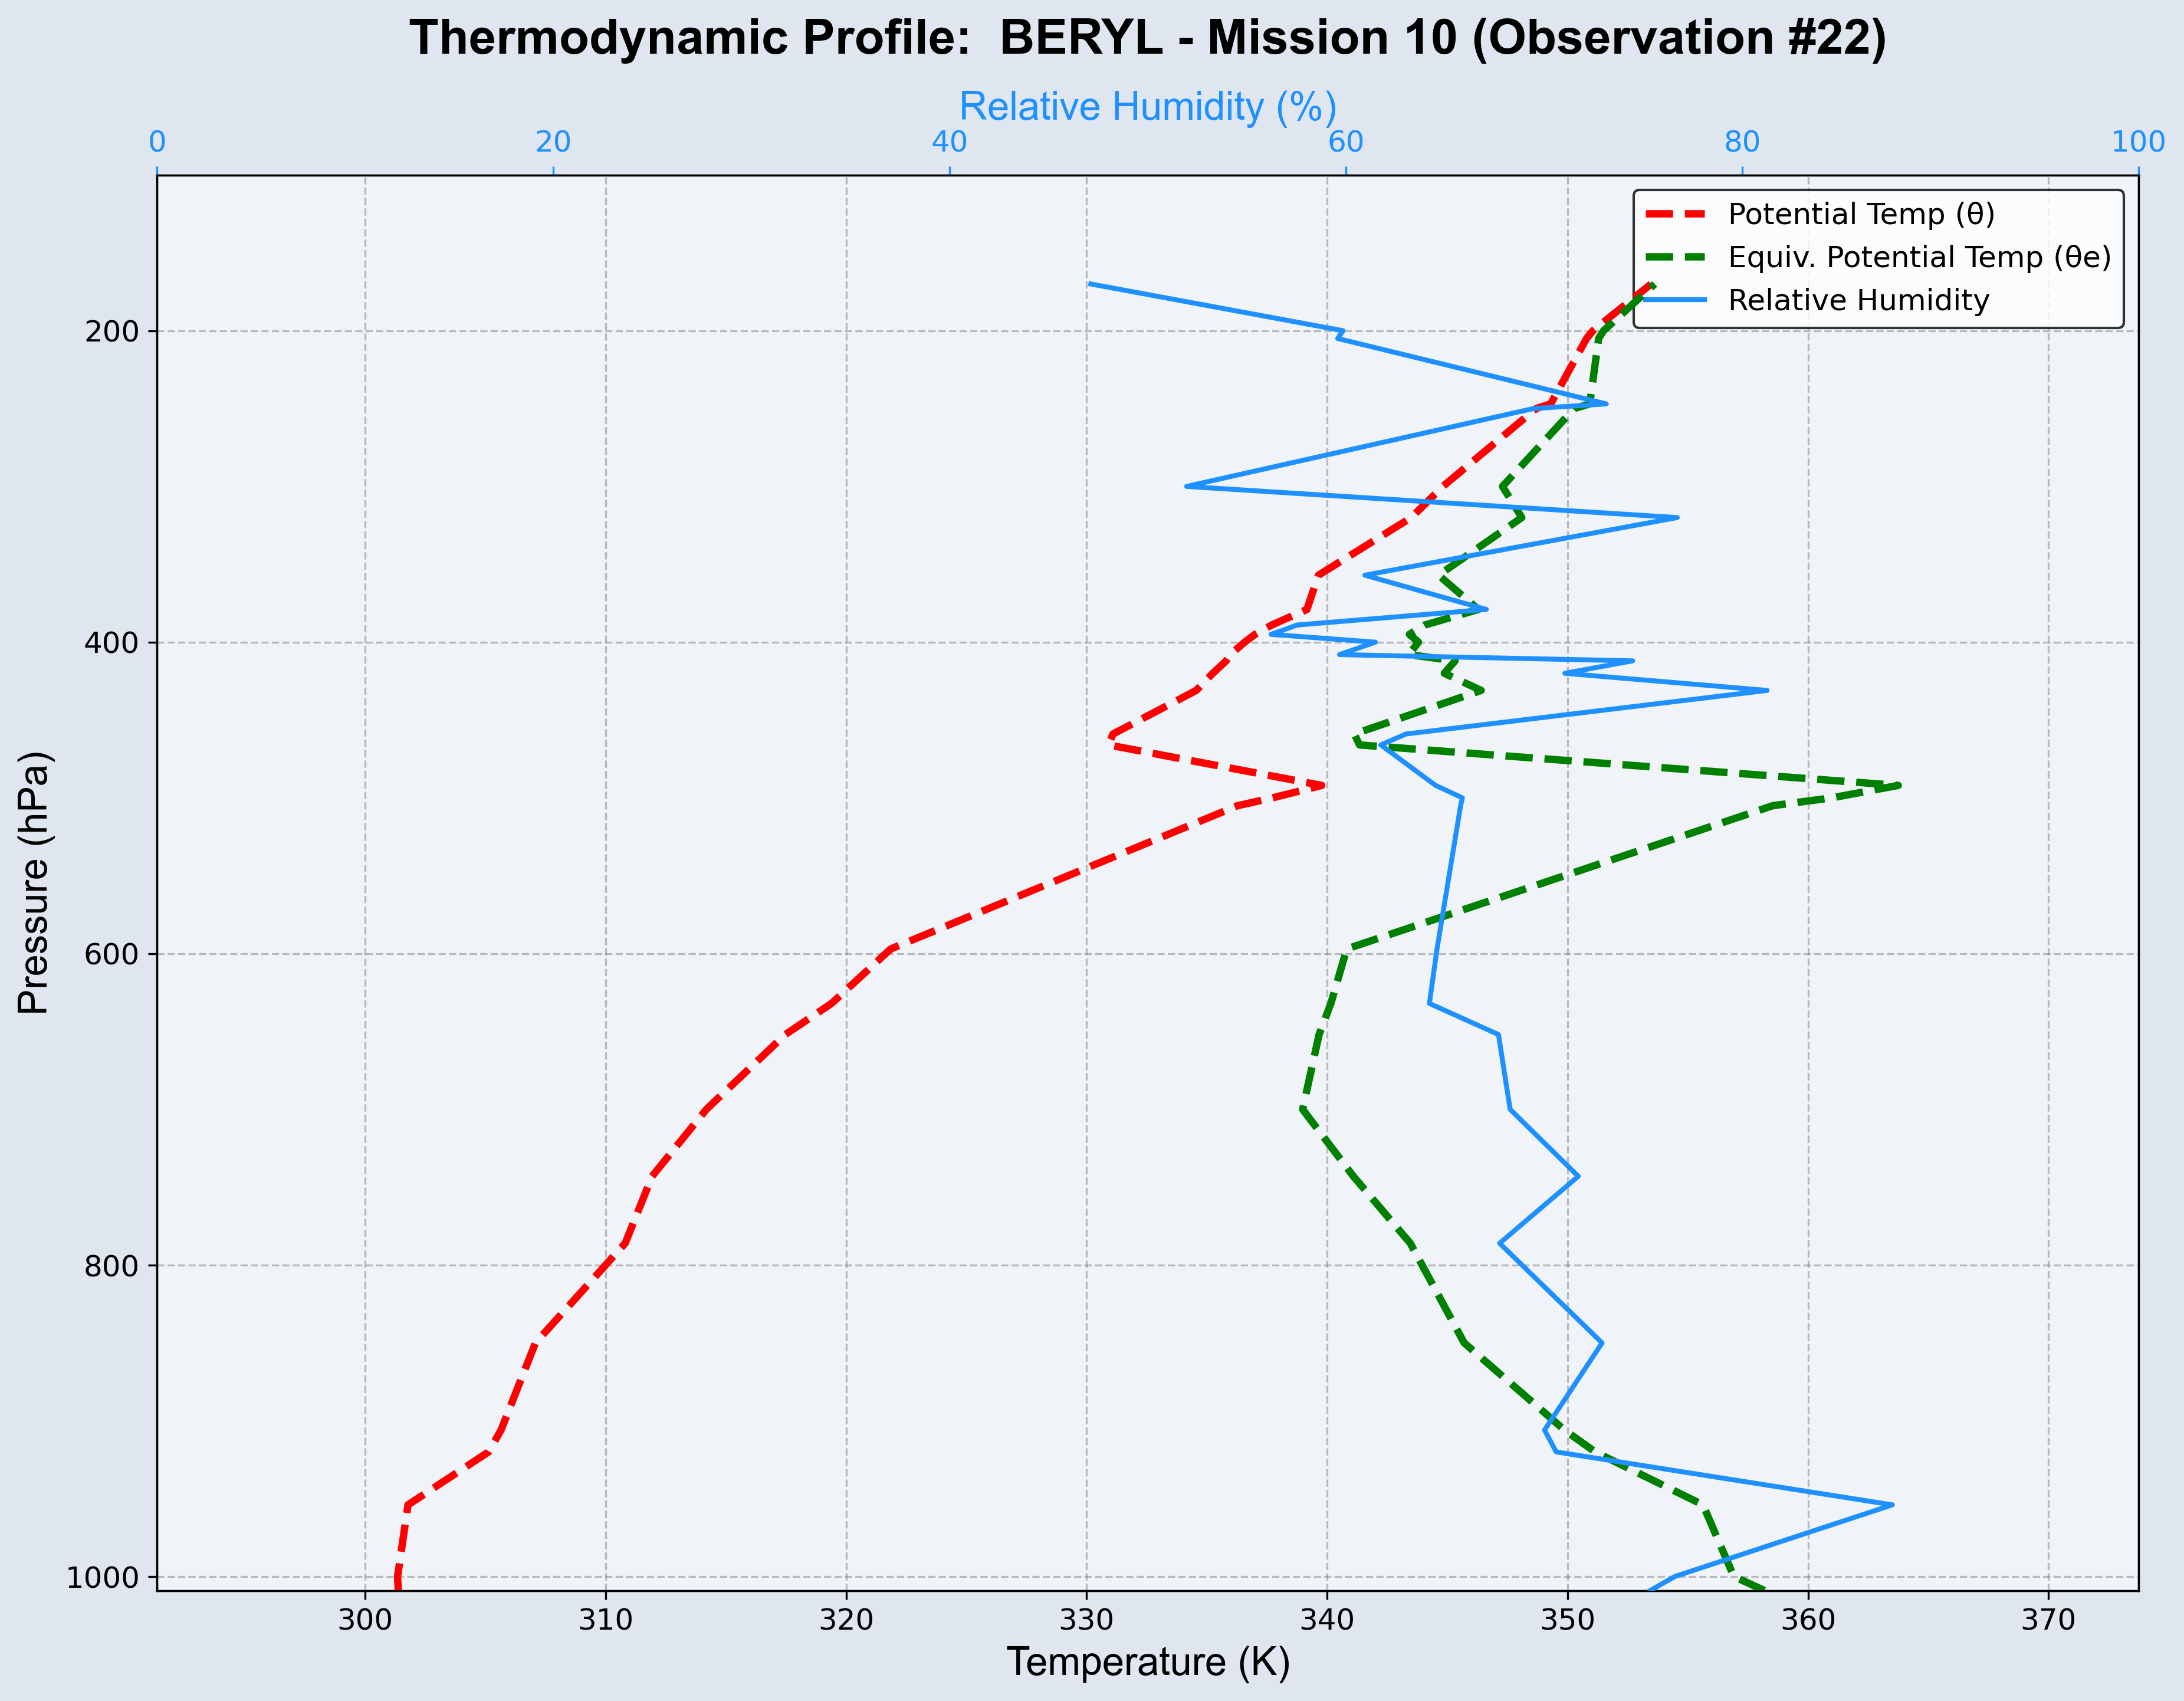 Thermodynamic Profile:  BERYL - Mission 10 (Observation #22)
Relative Humidity (%)
0 20 40 60 80 100
Potential Temp (θ)
Equiv. Potential Temp (θe)
Relative Humidity
200
400
600
800
1000
Pressure (hPa)
300 310 320 330 340 350 360 370
Temperature (K)